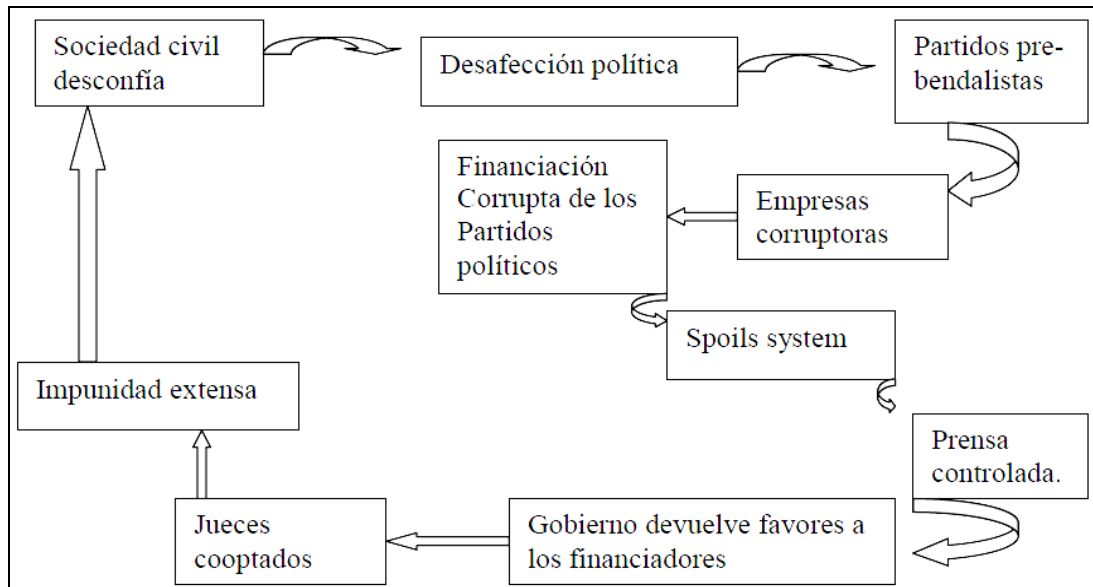 Sociedad civil
desconfía
Desafección política
Partidos pre-
bendalistas
Financiación
Corrupta de los
Partidos
políticos
Empresas
corruptoras
Spoils system
Impunidad extensa
Prensa
controlada.
Jueces
cooptados
Gobierno devuelve favores a
los financiadores